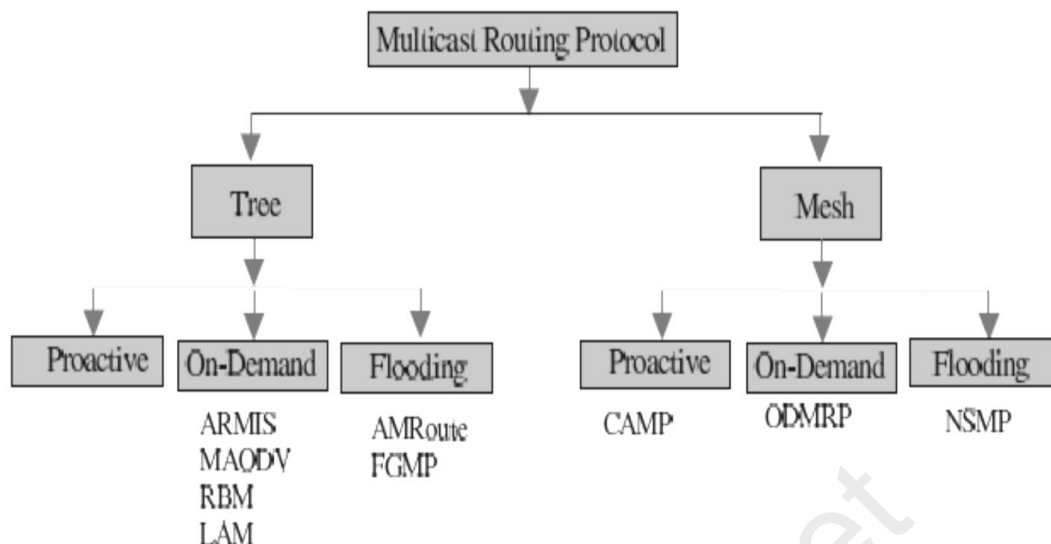 Multicast Routing Protocol
Tree
Mesh
Proactive
On-Demand
Flooding
Proactive
On-Demand
Flooding
ARMIS
MAODV
RBM
LAM
AMRoute
FGMP
CAMP
ODMRP
NSMP
et